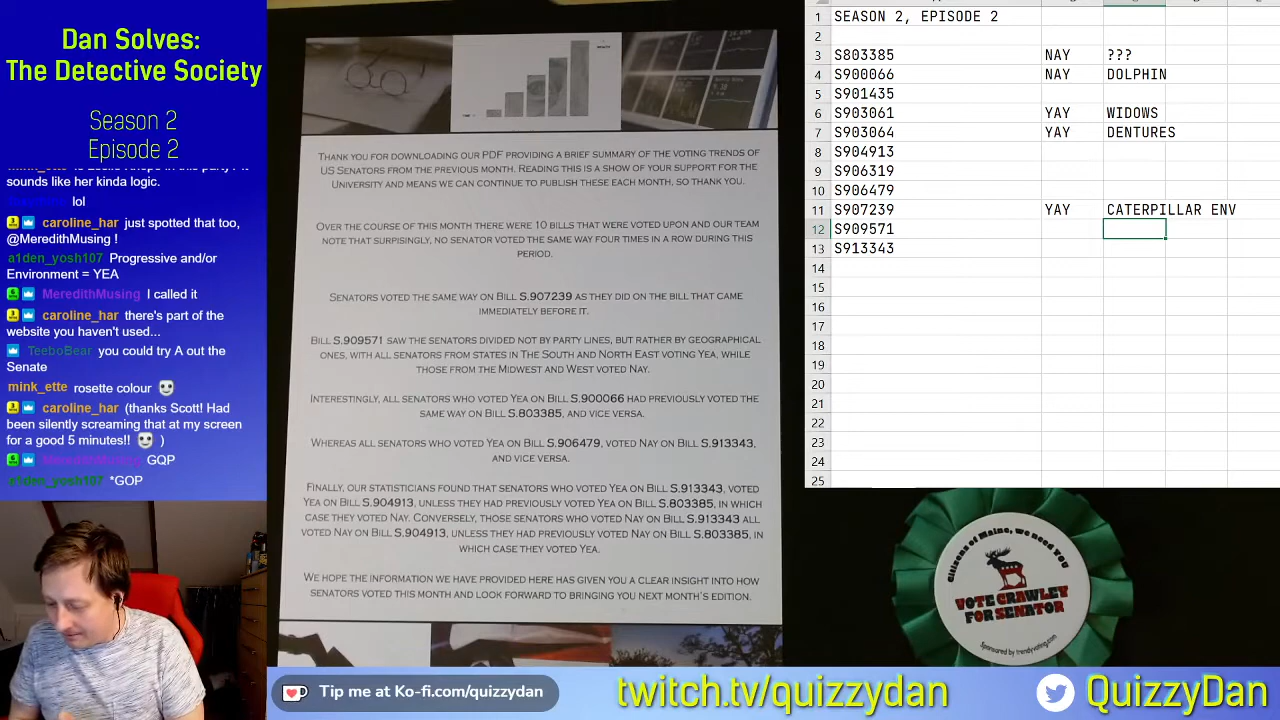 Dan Solves:
The Detective Society
Season 2
Episode 2
sounds like her kinda logic.
lol
caroline_har just spotted that too,
@MeredithMusing !
a1den_yosh107 Progressive and/or
Environment = YEA
MeredithMusing I called it
caroline_har there's part of the
website you haven't used...
TeeboBear you could try A out the
Senate
mink_ette rosette colour
caroline_har (thanks Scott! Had
been silently screaming that at my screen
for a good 5 minutes!! )
MeredithMusing GQP
a1den_yosh107 *GOP
Thank you for downloading our PDF providing a brief summary of the voting trends of
US Senators from the previous month. Reading this is a show of your support for the
University and means we can continue to publish these each month, so thank you.
Over the course of this month there were 10 bills that were voted upon and our team
note that surpisingly, no senator voted the same way four times in a row during this
period.
Senators voted the same way on Bill S.907239 as they did on the bill that came
immediately before it.
Bill S.909571 saw the senators divided not by party lines, but rather by geographical
ones, with all senators from states in The South and North East voting Yea, while
those from the Midwest and West voted Nay.
Interestingly, all senators who voted Yea on Bill S.900066 had previously voted the
same way on Bill S.803385, and vice versa.
Whereas all senators who voted Yea on Bill S.906479, voted Nay on Bill S.913343,
and vice versa.
Finally, our statisticians found that senators who voted Yea on Bill S.913343, voted
Yea on Bill S.904913, unless they had previously voted Yea on Bill S.803385, in which
case they voted Nay. Conversely, those senators who voted Nay on Bill S.913343 all
voted Nay on Bill S.904913, unless they had previously voted Nay on Bill S.803385, in
which case they voted Yea.
We hope the information we have provided here has given you a clear insight into how
senators voted this month and look forward to bringing you next month's edition.
1 SEASON 2, EPISODE 2
2
3 S803385 NAY ???
4 S900066 NAY DOLPHIN
5 S901435
6 S903061 YAY WIDOWS
7 S903064 YAY DENTURES
8 S904913
9 S906319
10 S906479
11 S907239 YAY CATERPILLAR ENV
12 S909571
13 S913343
14
15
16
17
18
19
20
21
22
23
24
25
Citizens of Maine, we need YOU
VOTE CRAWLEY
FOR SENATOR
Sponsored by trendyvoting.com
Tip me at Ko-fi.com/quizzydan
twitch.tv/quizzydan
QuizzyDan